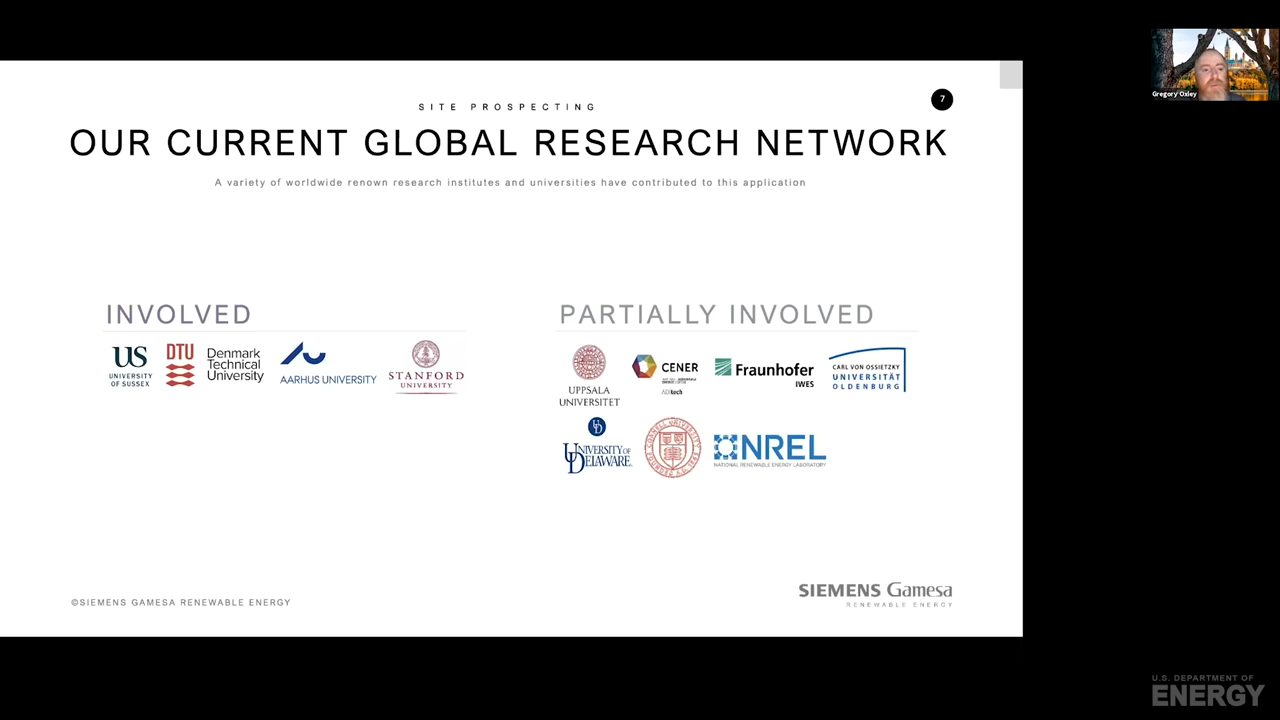 SITE PROSPECTING
7
OUR CURRENT GLOBAL RESEARCH NETWORK
A variety of worldwide renown research institutes and universities have contributed to this application
Gregory Oxley
INVOLVED
US
UNIVERSITY
OF SUSSEX
DTU
Denmark
Technical
University
AARHUS UNIVERSITY
STANFORD
UNIVERSITY
PARTIALLY INVOLVED
UPPSALA
UNIVERSITET
CENER
ADItech
Fraunhofer
IWES
CARL VON OSSIETZKY
UNIVERSITÄT
OLDENBURG
UD
UNIVERSITY OF
DELAWARE
CORNELL UNIVERSITY
NREL
NATIONAL RENEWABLE ENERGY LABORATORY
©SIEMENS GAMESA RENEWABLE ENERGY
SIEMENS Gamesa
RENEWABLE ENERGY
U.S. DEPARTMENT OF
ENERGY